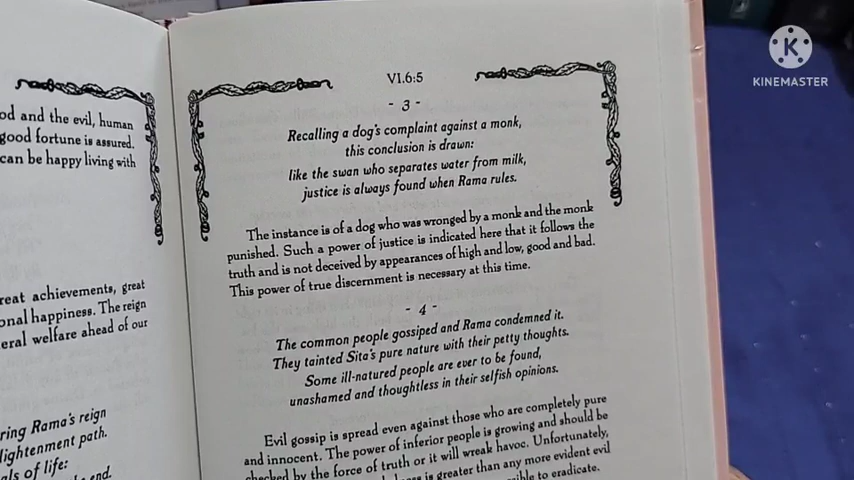 od and the evil, human
good fortune is assured.
can be happy living with
reat achievements, great
onal happiness. The reign
eral welfare ahead of our
ring Rama's reign
lightenment path.
als of life:
e end.
VI.6:5
- 3 -
Recalling a dog's complaint against a monk,
this conclusion is drawn:
like the swan who separates water from milk,
justice is always found when Rama rules.
The instance is of a dog who was wronged by a monk and the monk
punished. Such a power of justice is indicated here that it follows the
truth and is not deceived by appearances of high and low, good and bad.
This power of true discernment is necessary at this time.
- 4 -
The common people gossiped and Rama condemned it.
They tainted Sita's pure nature with their petty thoughts.
Some ill-natured people are ever to be found,
unashamed and thoughtless in their selfish opinions.
Evil gossip is spread even against those who are completely pure
and innocent. The power of inferior people is growing and should be
checked by the force of truth or it will wreak havoc. Unfortunately,
is greater than any more evident evil
to eradicate.
K
KINEMASTER